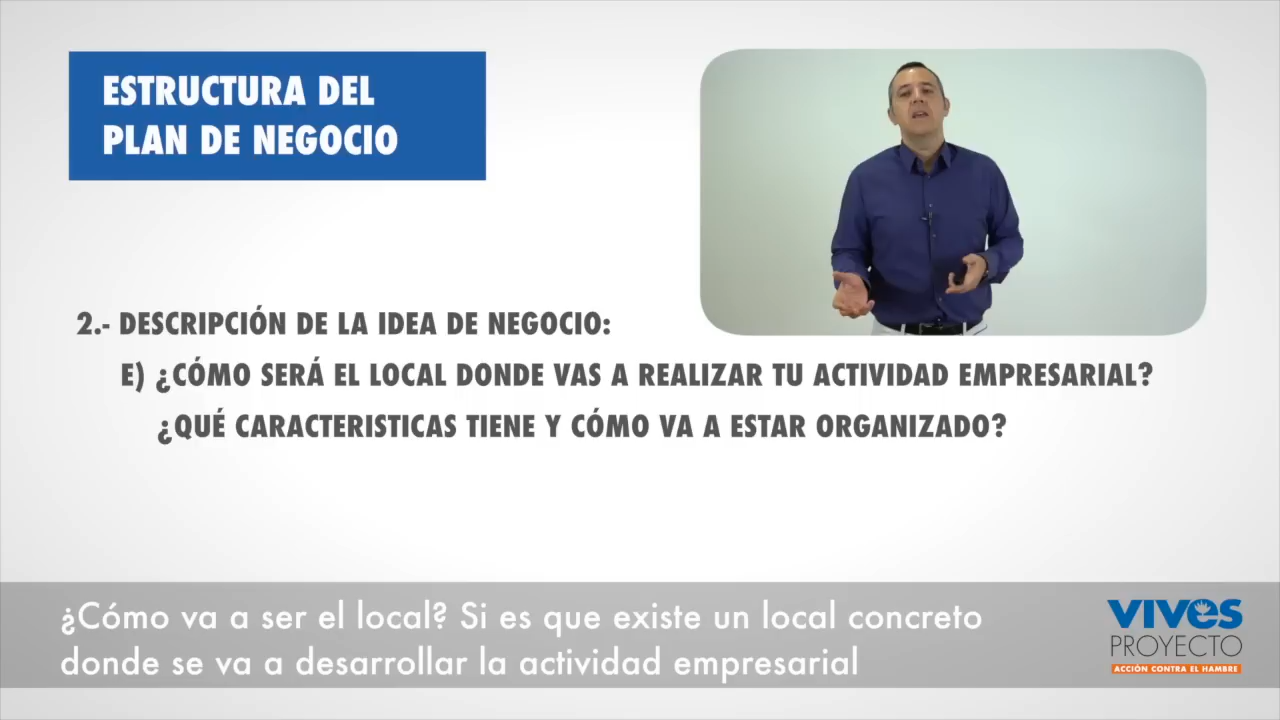 ESTRUCTURA DEL
PLAN DE NEGOCIO
2.- DESCRIPCIÓN DE LA IDEA DE NEGOCIO:
E) ¿CÓMO SERÁ EL LOCAL DONDE VAS A REALIZAR TU ACTIVIDAD EMPRESARIAL?
¿QUÉ CARACTERISTICAS TIENE Y CÓMO VA A ESTAR ORGANIZADO?
¿Cómo va a ser el local? Si es que existe un local concreto
donde se va a desarrollar la actividad empresarial
VIVES
PROYECTO
ACCIÓN CONTRA EL HAMBRE